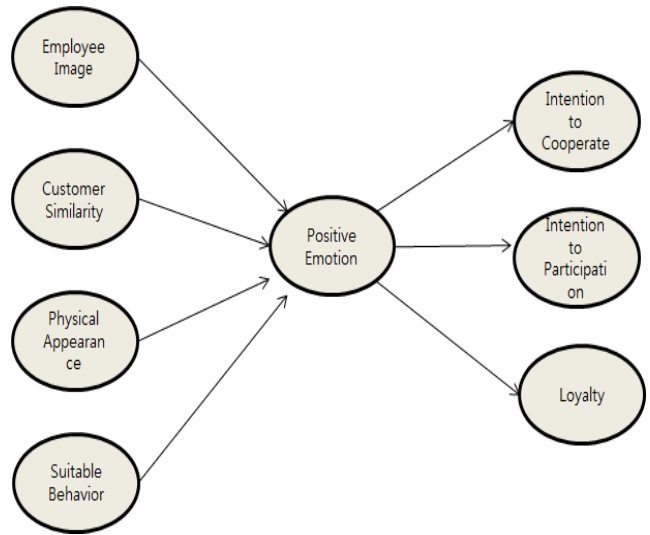 Employee
Image
Customer
Similarity
Physical
Appearan
ce
Suitable
Behavior
Positive
Emotion
Intention
to
Cooperate
Intention
to
Participati
on
Loyalty